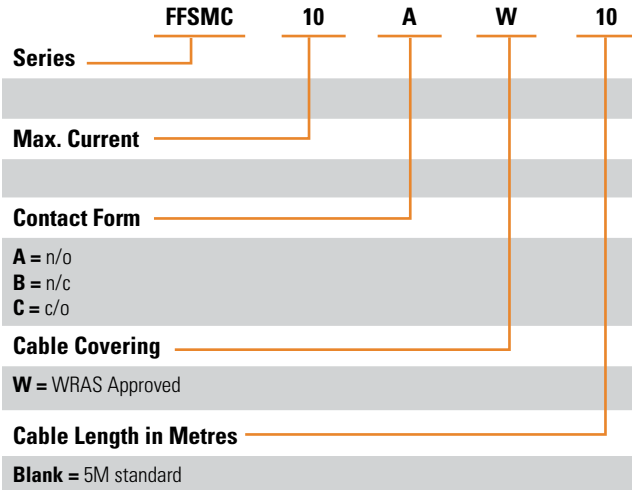 FFSMC 10 A W 10
Series
Max. Current
Contact Form
A = n/o
B = n/c
C = c/o
Cable Covering
W = WRAS Approved
Cable Length in Metres
Blank = 5M standard